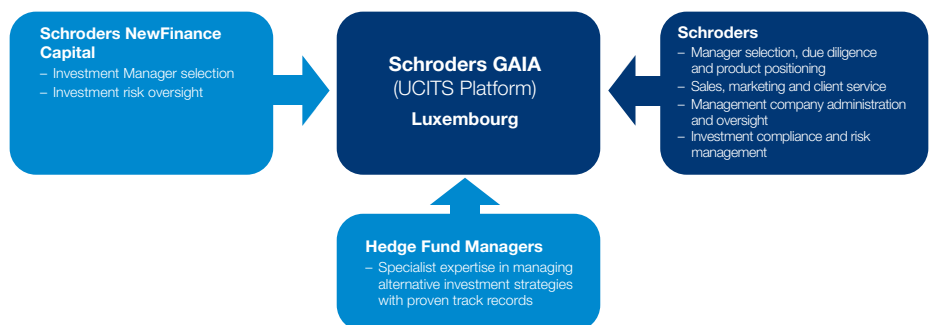 Schroders NewFinance
Capital
– Investment Manager selection
– Investment risk oversight
Schroders GAIA
(UCITS Platform)
Luxembourg
Schroders
– Manager selection, due diligence
and product positioning
– Sales, marketing and client service
– Management company administration
and oversight
– Investment compliance and risk
management
Hedge Fund Managers
– Specialist expertise in managing
alternative investment strategies
with proven track records